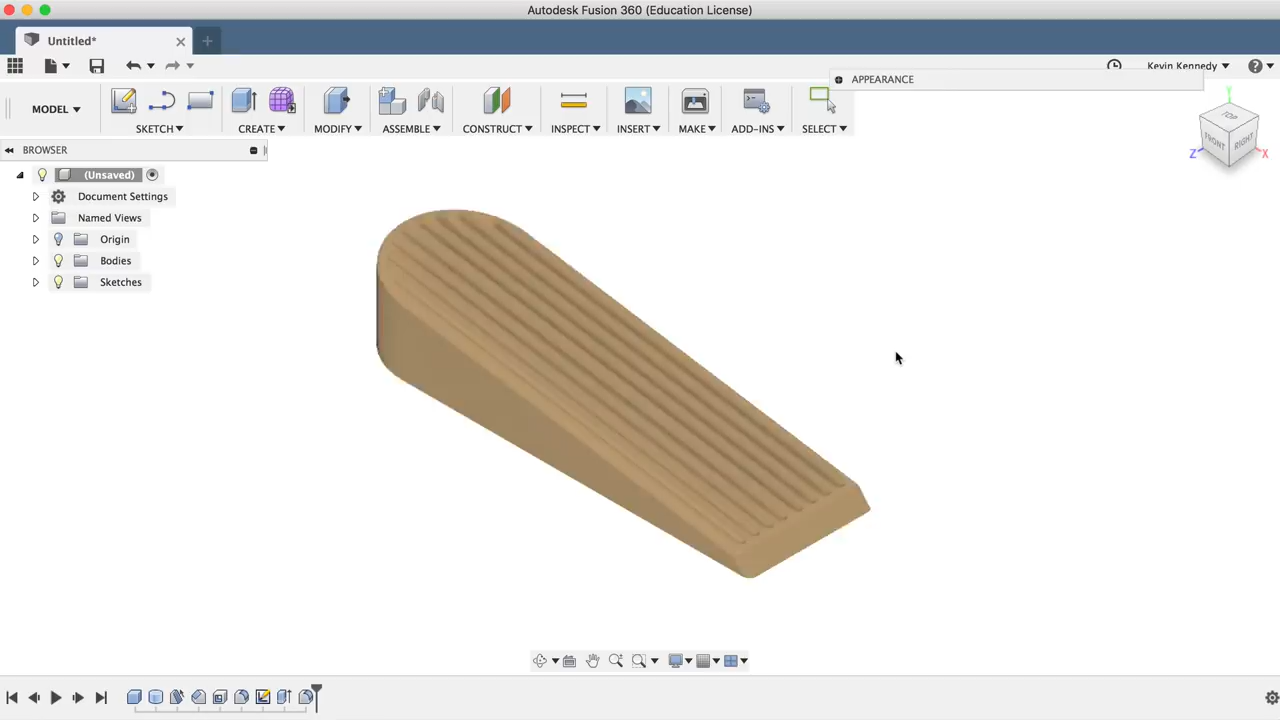 Autodesk Fusion 360 (Education License)
Untitled*
Kevin Kennedy
APPEARANCE
MODEL
SKETCH
CREATE
MODIFY
ASSEMBLE
CONSTRUCT
INSPECT
INSERT
MAKE
ADD-INS
SELECT
TOP
FRONT
RIGHT
Y
Z
X
BROWSER
(Unsaved)
Document Settings
Named Views
Origin
Bodies
Sketches